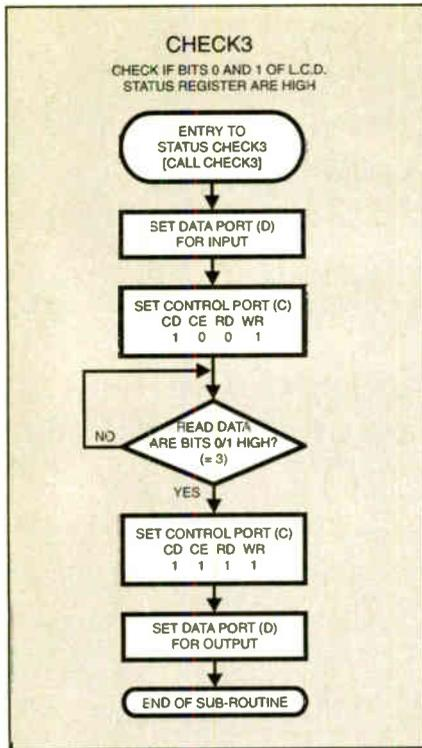 CHECK3
CHECK IF BITS 0 AND 1 OF L.C.D.
STATUS REGISTER ARE HIGH
ENTRY TO
STATUS CHECK3
[CALL CHECK3]
SET DATA PORT (D)
FOR INPUT
SET CONTROL PORT (C)
CD CE RD WR
1 0 0 1
READ DATA
ARE BITS 0/1 HIGH?
(= 3)
NO
YES
SET CONTROL PORT (C)
CD CE RD WR
1 1 1 1
SET DATA PORT (D)
FOR OUTPUT
END OF SUB-ROUTINE